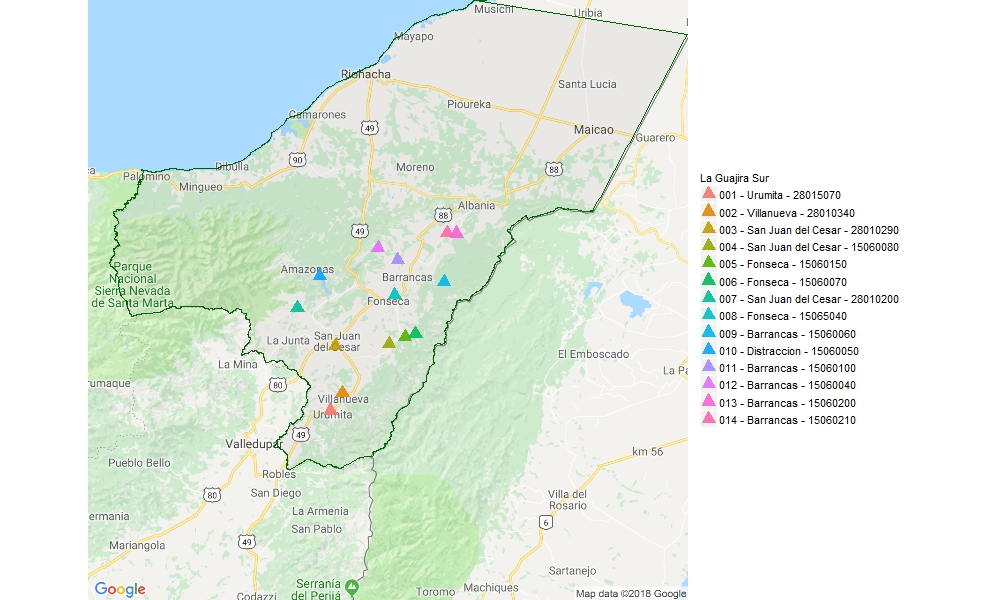 Musichi
Uribia
Mayapo
Riohacha
Santa Lucia
Pioureka
Camarones
49
Maicao
Guarero
90
Dibulla
Moreno
88
Palomino
Mingueo
Albania
88
49
Parque
Nacional
Sierra Nevada
de Santa Marta
Amazonas
Barrancas
Fonseca
La Junta
San Juan
del Cesar
El Emboscado
La Mina
La Pa
rumaque
80
Villanueva
Urumita
49
Valledupar
km 56
Pueblo Bello
Robles
80
San Diego
Villa del
Rosario
La Armenia
ermania
San Pablo
6
Mariangola
49
Sartanejo
Serranía
del Perijá
Machiques
Toromo
Codazzi
Google
Map data ©2018 Google
La Guajira Sur
001 - Urumita - 28015070
002 - Villanueva - 28010340
003 - San Juan del Cesar - 28010290
004 - San Juan del Cesar - 15060080
005 - Fonseca - 15060150
006 - Fonseca - 15060070
007 - San Juan del Cesar - 28010200
008 - Fonseca - 15065040
009 - Barrancas - 15060060
010 - Distraccion - 15060050
011 - Barrancas - 15060100
012 - Barrancas - 15060040
013 - Barrancas - 15060200
014 - Barrancas - 15060210